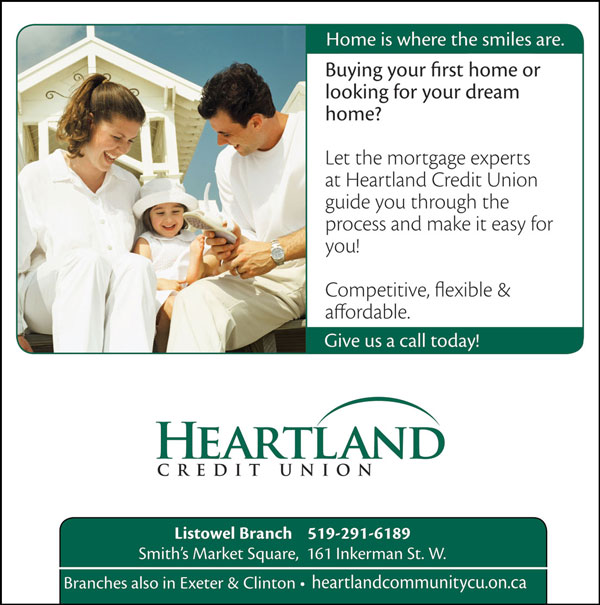 Home is where the smiles are.
Buying your first home or
looking for your dream
home?
Let the mortgage experts
at Heartland Credit Union
guide you through the
process and make it easy for
you!
Competitive, flexible &
affordable.
Give us a call today!
HEARTLAND
CREDIT UNION
Listowel Branch 519-291-6189
Smith's Market Square, 161 Inkerman St. W.
Branches also in Exeter & Clinton • heartlandcommunitycu.on.ca